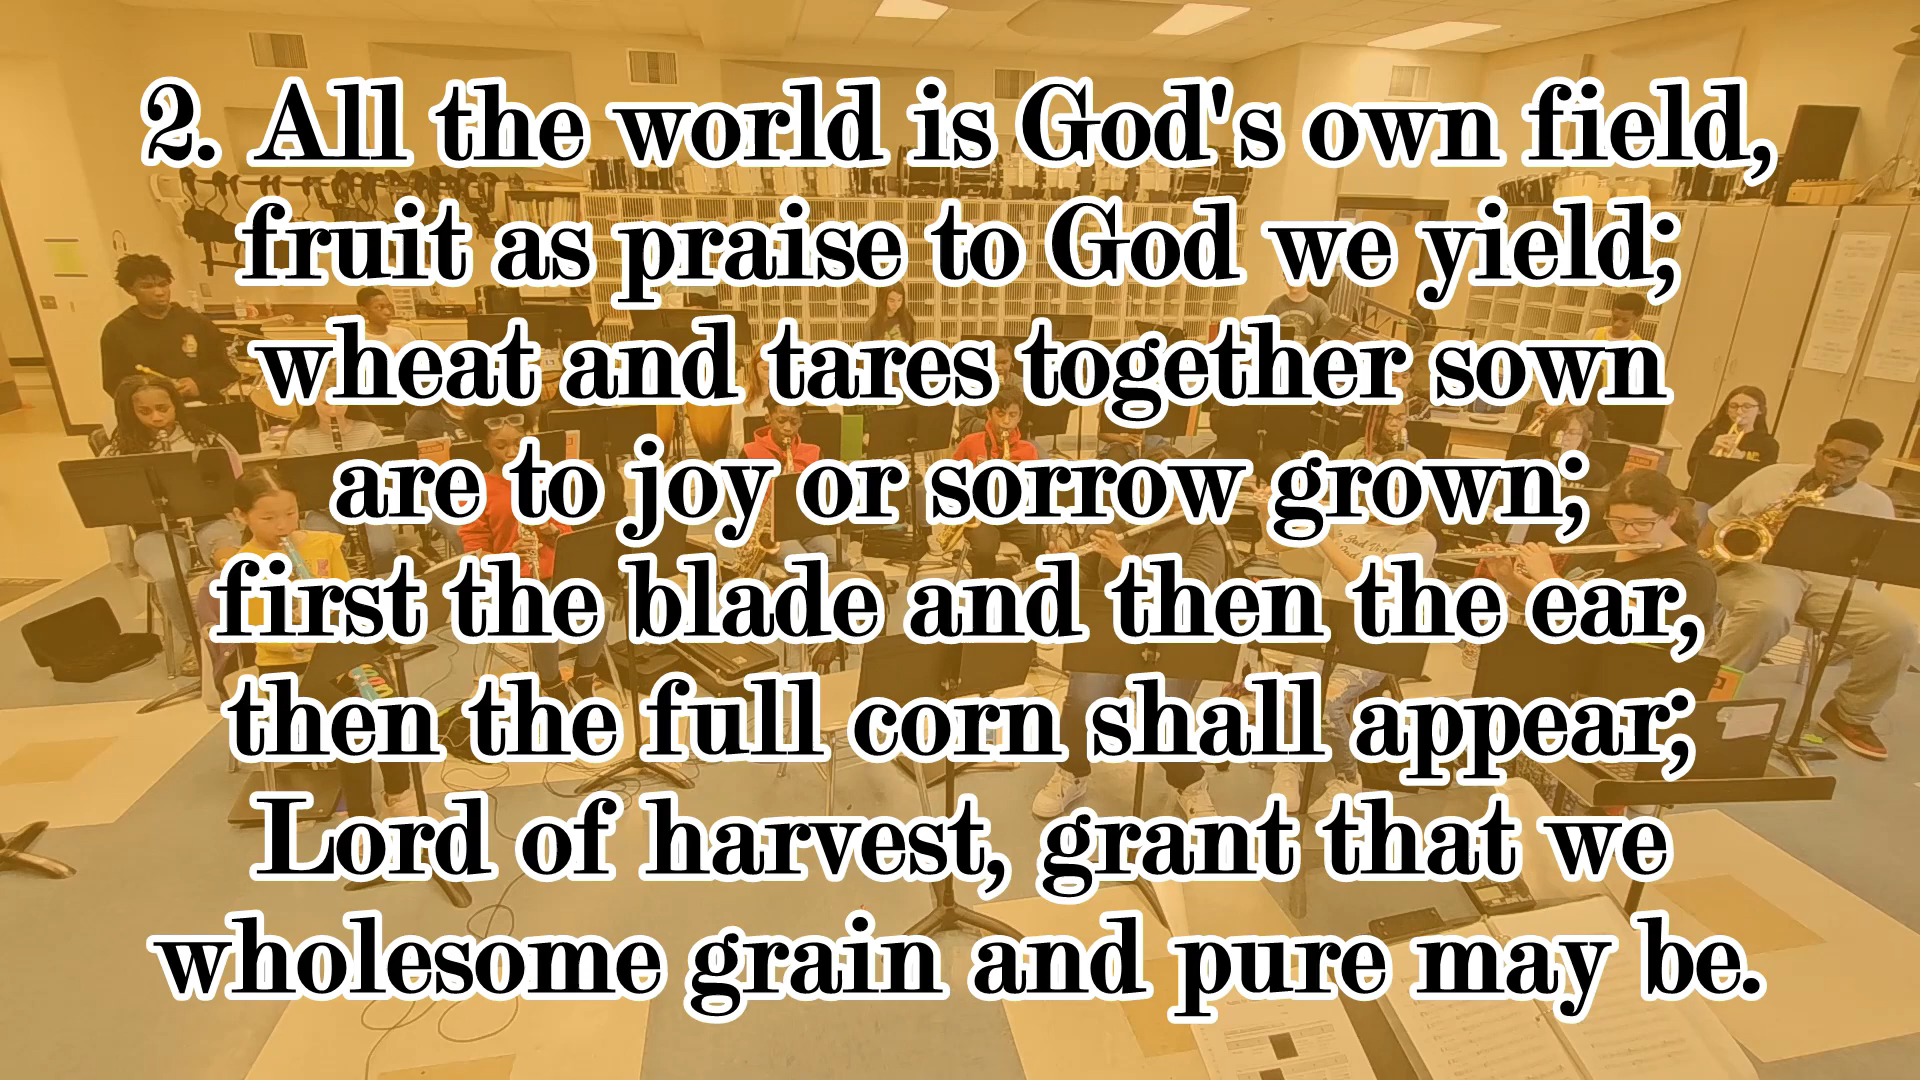 2. All the world is God's own field,
fruit as praise to God we yield;
wheat and tares together sown
are to joy or sorrow grown;
first the blade and then the ear,
then the full corn shall appear;
Lord of harvest, grant that we
wholesome grain and pure may be.